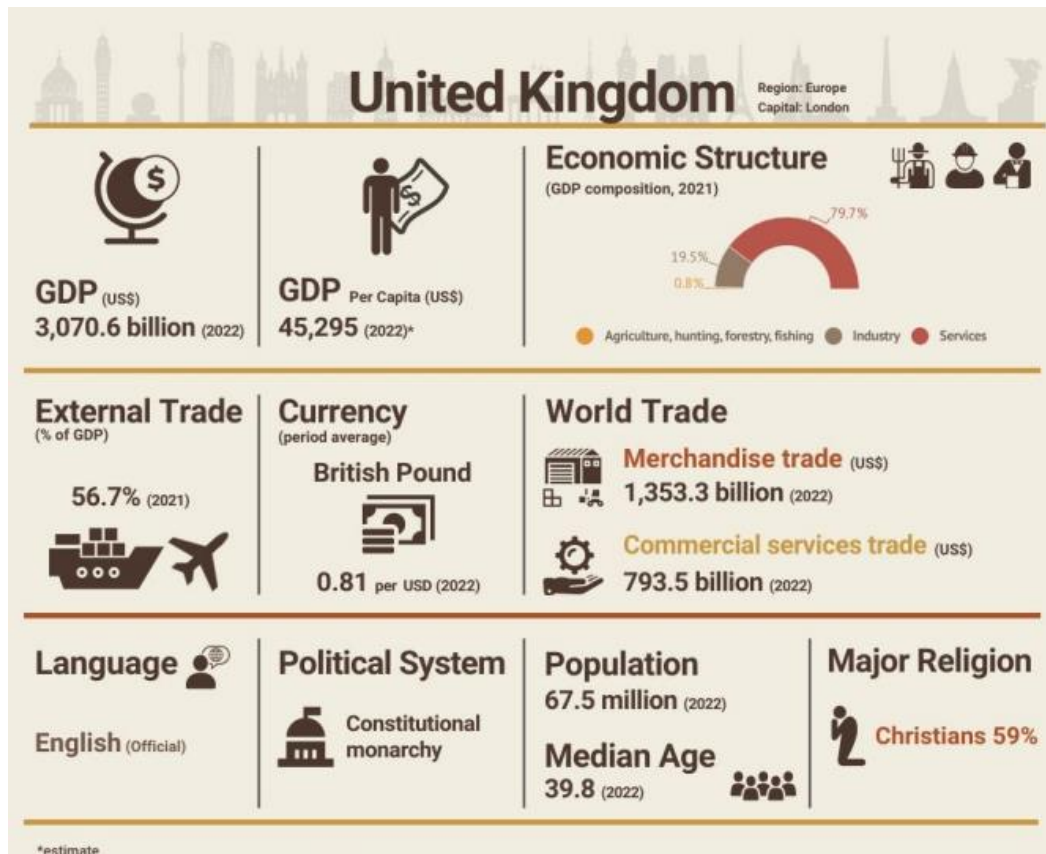 United Kingdom
Region: Europe
Capital: London
$
GDP (US$)
3,070.6 billion (2022)
$
GDP Per Capita (US$)
45,295 (2022)*
Economic Structure
(GDP composition, 2021)
79.7%
19.5%
0.8%
Agriculture, hunting, forestry, fishing Industry Services
External Trade
(% of GDP)
56.7% (2021)
Currency
(period average)
British Pound
0.81 per USD (2022)
World Trade
Merchandise trade (US$)
1,353.3 billion (2022)
Commercial services trade (US$)
793.5 billion (2022)
Language
English (Official)
Political System
Constitutional
monarchy
Population
67.5 million (2022)
Median Age
39.8 (2022)
Major Religion
Christians 59%
*estimate